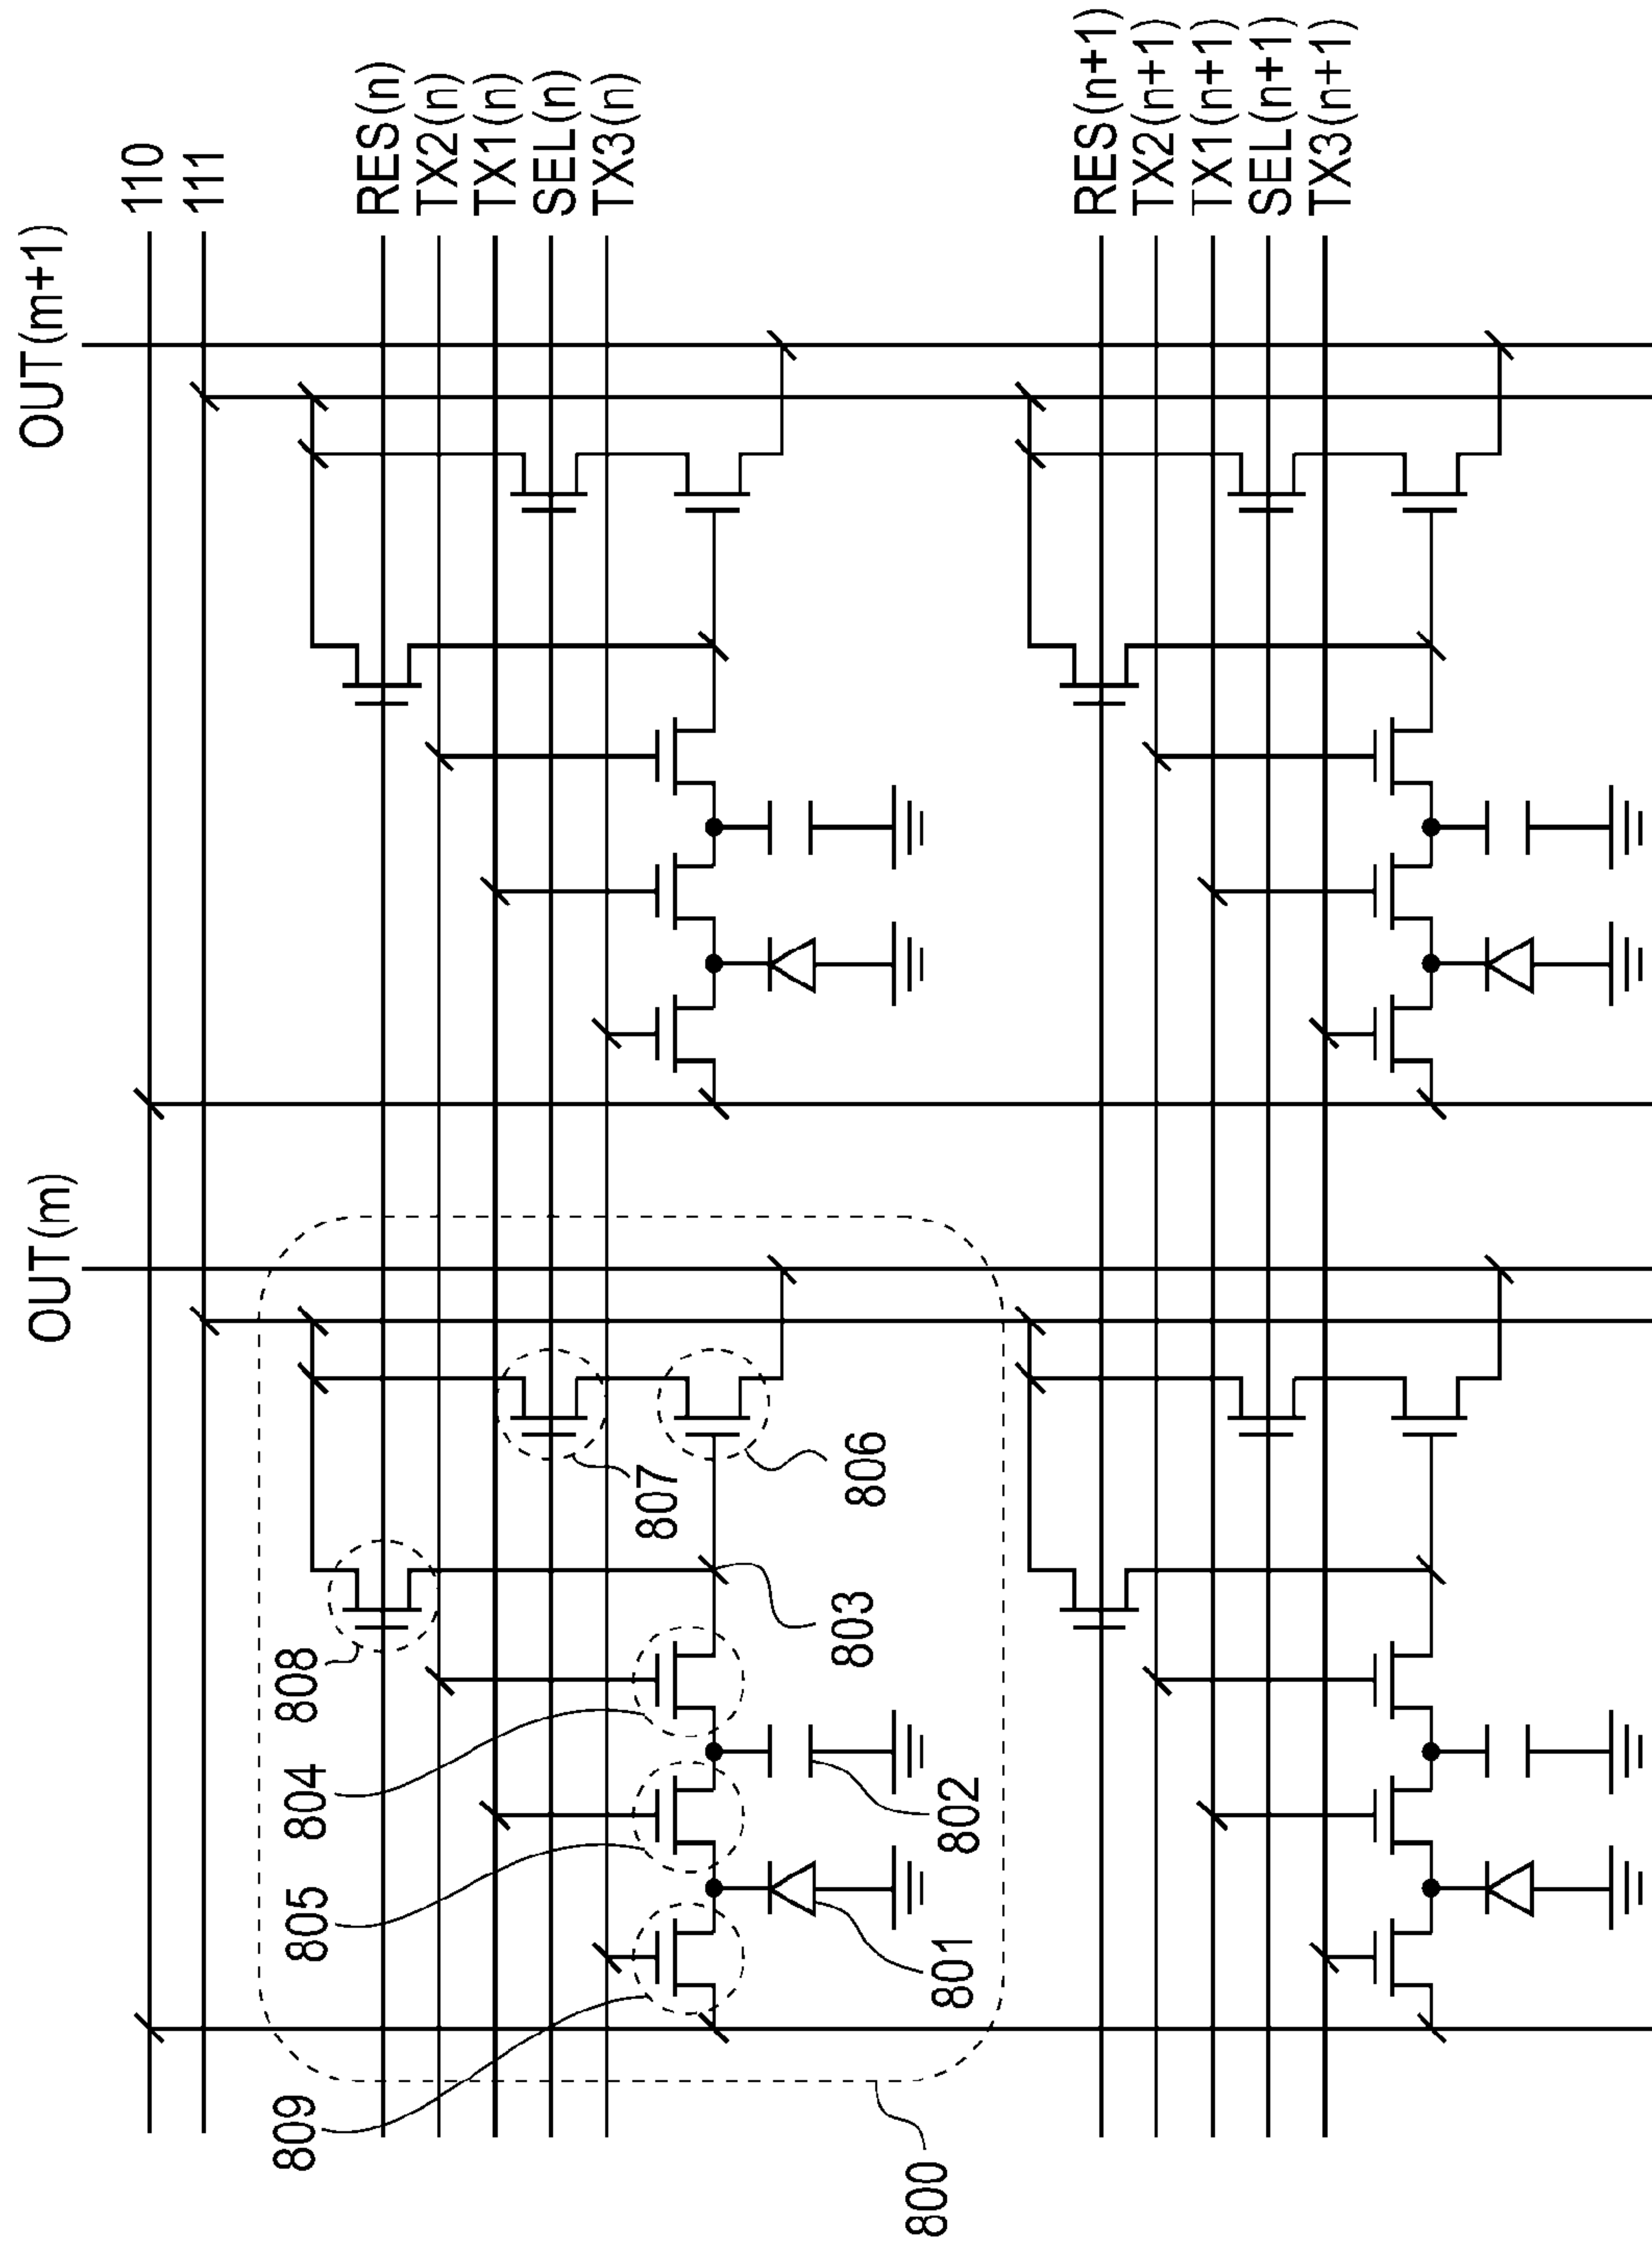 OUT(m)
OUT(m+1)
110
111
RES(n)
TX2(n)
TX1(n)
SEL(n)
TX3(n)
RES(n+1)
TX2(n+1)
TX1(n+1)
SEL(n+1)
TX3(n+1)
808
807
806
804
803
805
802
809
801
800